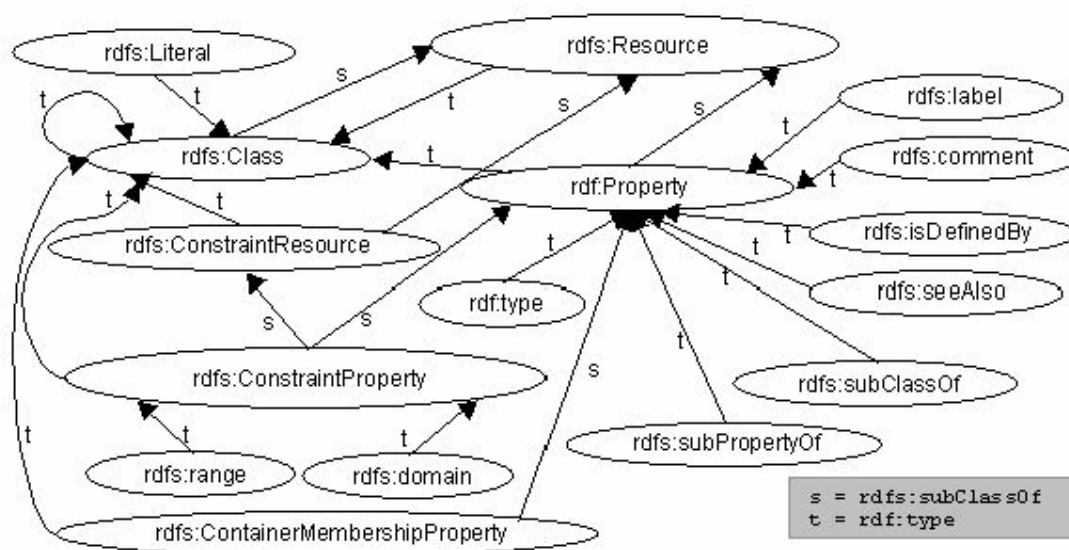 rdfs:Literal
rdfs:Resource
s
t
t
t
s
rdfs:label
t
rdfs:Class
t
rdfs:comment
t
rdf:Property
t
rdfs:ConstraintResource
t
t
rdfs:isDefinedBy
t
t
t
rdf:type
rdfs:seeAlso
s
s
s
t
rdfs:ConstraintProperty
rdfs:subClassOf
t
t
t
rdfs:subPropertyOf
rdfs:range
rdfs:domain
s = rdfs:subClassOf
t = rdf:type
rdfs:ContainerMembershipProperty